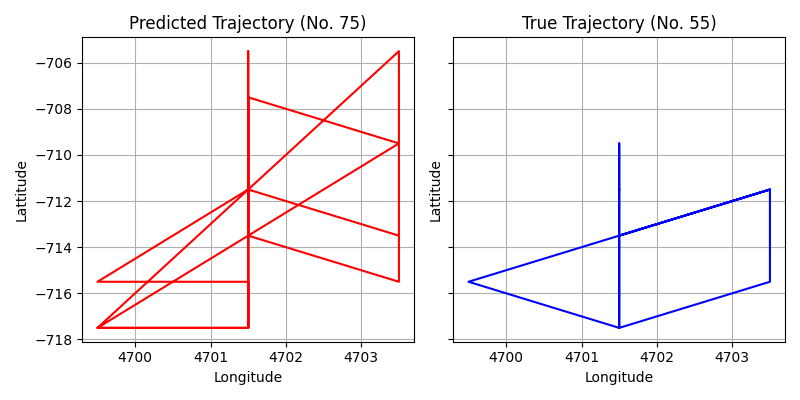 Predicted Trajectory (No. 75)
True Trajectory (No. 55)
−706
−708
−710
−712
−714
−716
−718
Lattitude
Lattitude
4700
4701
4702
4703
4700
4701
4702
4703
Longitude
Longitude